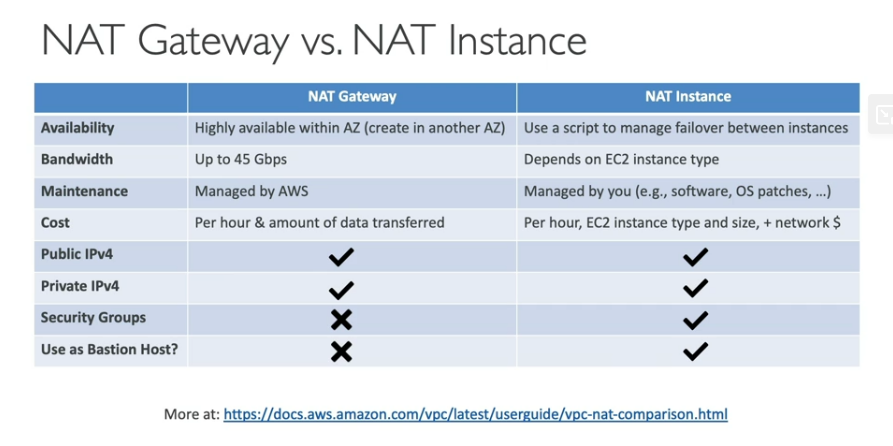 NAT Gateway vs. NAT Instance
NAT Gateway NAT Instance
Availability Highly available within AZ (create in another AZ) Use a script to manage failover between instances
Bandwidth Up to 45 Gbps Depends on EC2 instance type
Maintenance Managed by AWS Managed by you (e.g., software, OS patches, ...)
Cost Per hour & amount of data transferred Per hour, EC2 instance type and size, + network $
Public IPv4 ✔ ✔
Private IPv4 ✔ ✔
Security Groups ✖ ✔
Use as Bastion Host? ✖ ✔
More at: https://docs.aws.amazon.com/vpc/latest/userguide/vpc-nat-comparison.html